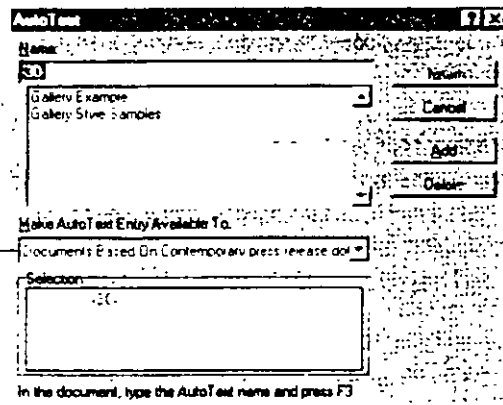 AutoText
Name:
Gallery Example
Gallery Style Samples
Cancel
Add
Make AutoText Entry Available To:
Documents Based On Contemporary press release.dot
Selection
In the document, type the AutoText name and press F3